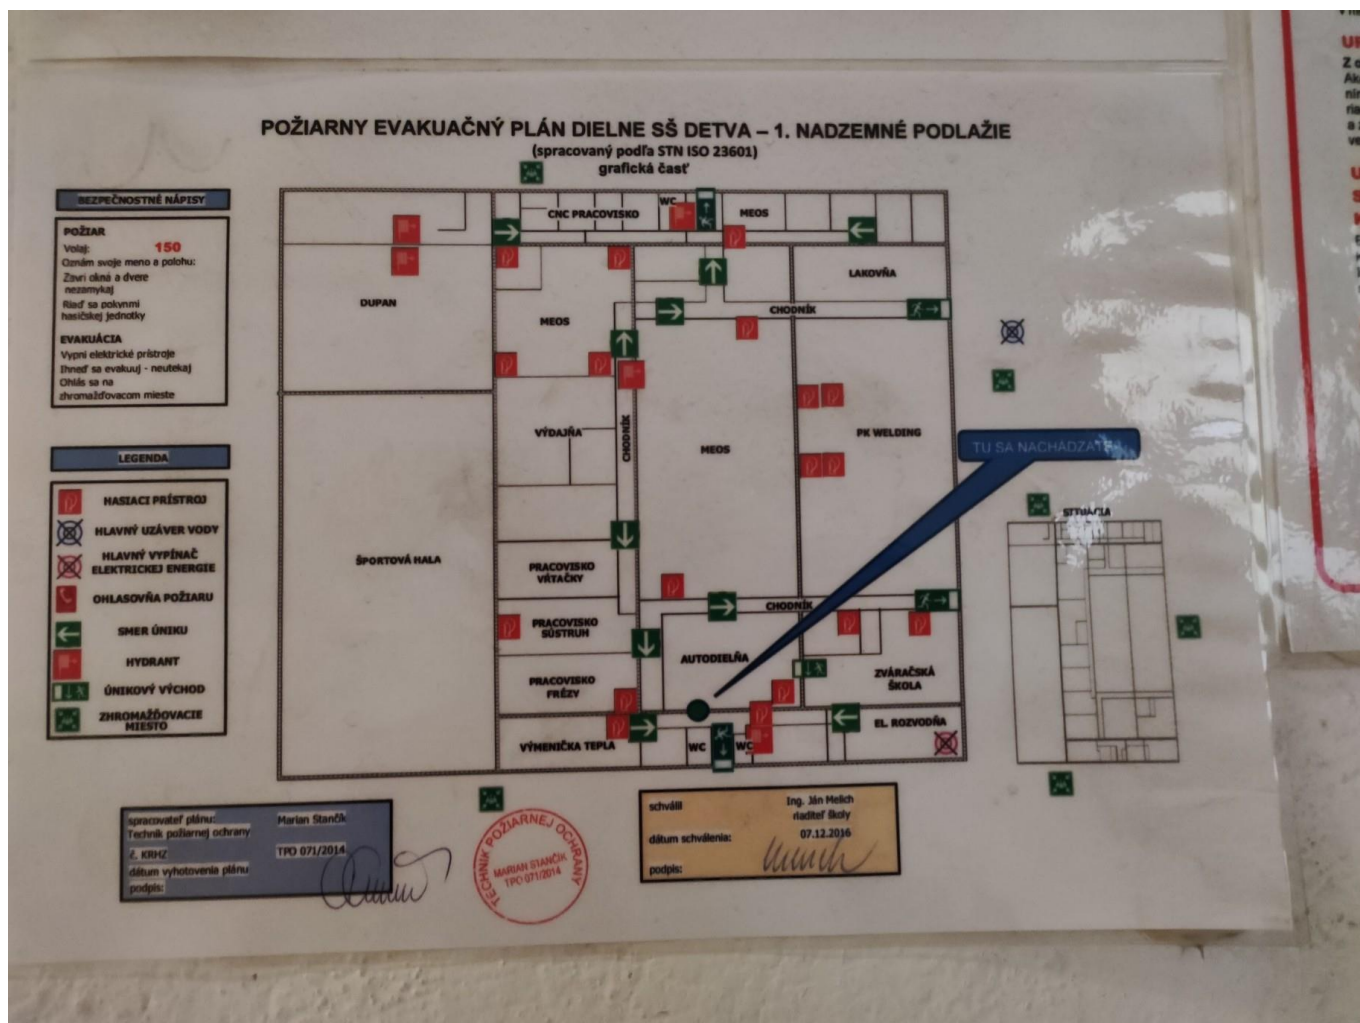 POŽIARNY EVAKUAČNÝ PLÁN DIELNE SŠ DETVA – 1. NADZEMNÉ PODLAŽIE
(spracovaný podľa STN ISO 23601)
grafická časť
BEZPEČNOSTNÉ NÁPISY
POŽIAR
Volaj: 150
Oznám svoje meno a polohu:
Zavri okná a dvere
nezamykaj
Riaď sa pokynmi
hasičskej jednotky
EVAKUÁCIA
Vypni elektrické prístroje
Ihneď sa evakuuj - neutekaj
Ohlás sa na
zhromažďovacom mieste
LEGENDA
HASIACI PRÍSTROJ
HLAVNÝ UZÁVER VODY
HLAVNÝ VYPÍNAČ
ELEKTRICKEJ ENERGIE
OHLASOVŇA POŽIARU
SMER ÚNIKU
HYDRANT
ÚNIKOVÝ VÝCHOD
ZHROMAŽĎOVACIE
MIESTO
CNC PRACOVISKO
WC
MEOS
LAKOVŇA
DUPAN
MEOS
CHODNÍK
VÝDAJŇA
CHODNÍK
MEOS
PK WELDING
TU SA NACHÁDZATE
SITUÁCIA
ŠPORTOVÁ HALA
PRACOVISKO
VŔTAČKY
CHODNÍK
PRACOVISKO
SÚSTRUH
AUTODIELŇA
PRACOVISKO
FRÉZY
ZVÁRAČSKÁ
ŠKOLA
VÝMENIČKA TEPLA
WC
WC
EL. ROZVODŇA
spracovateľ plánu: Marian Stančík
Technik požiarnej ochrany
č. KRHZ TPO 071/2014
dátum vyhotovenia plánu
podpis:
TECHNIK POŽIARNEJ OCHRANY
MARIAN STANČIK
TPO 071/2014
schválil Ing. Ján Melich
riaditeľ školy
dátum schválenia: 07.12.2016
podpis: